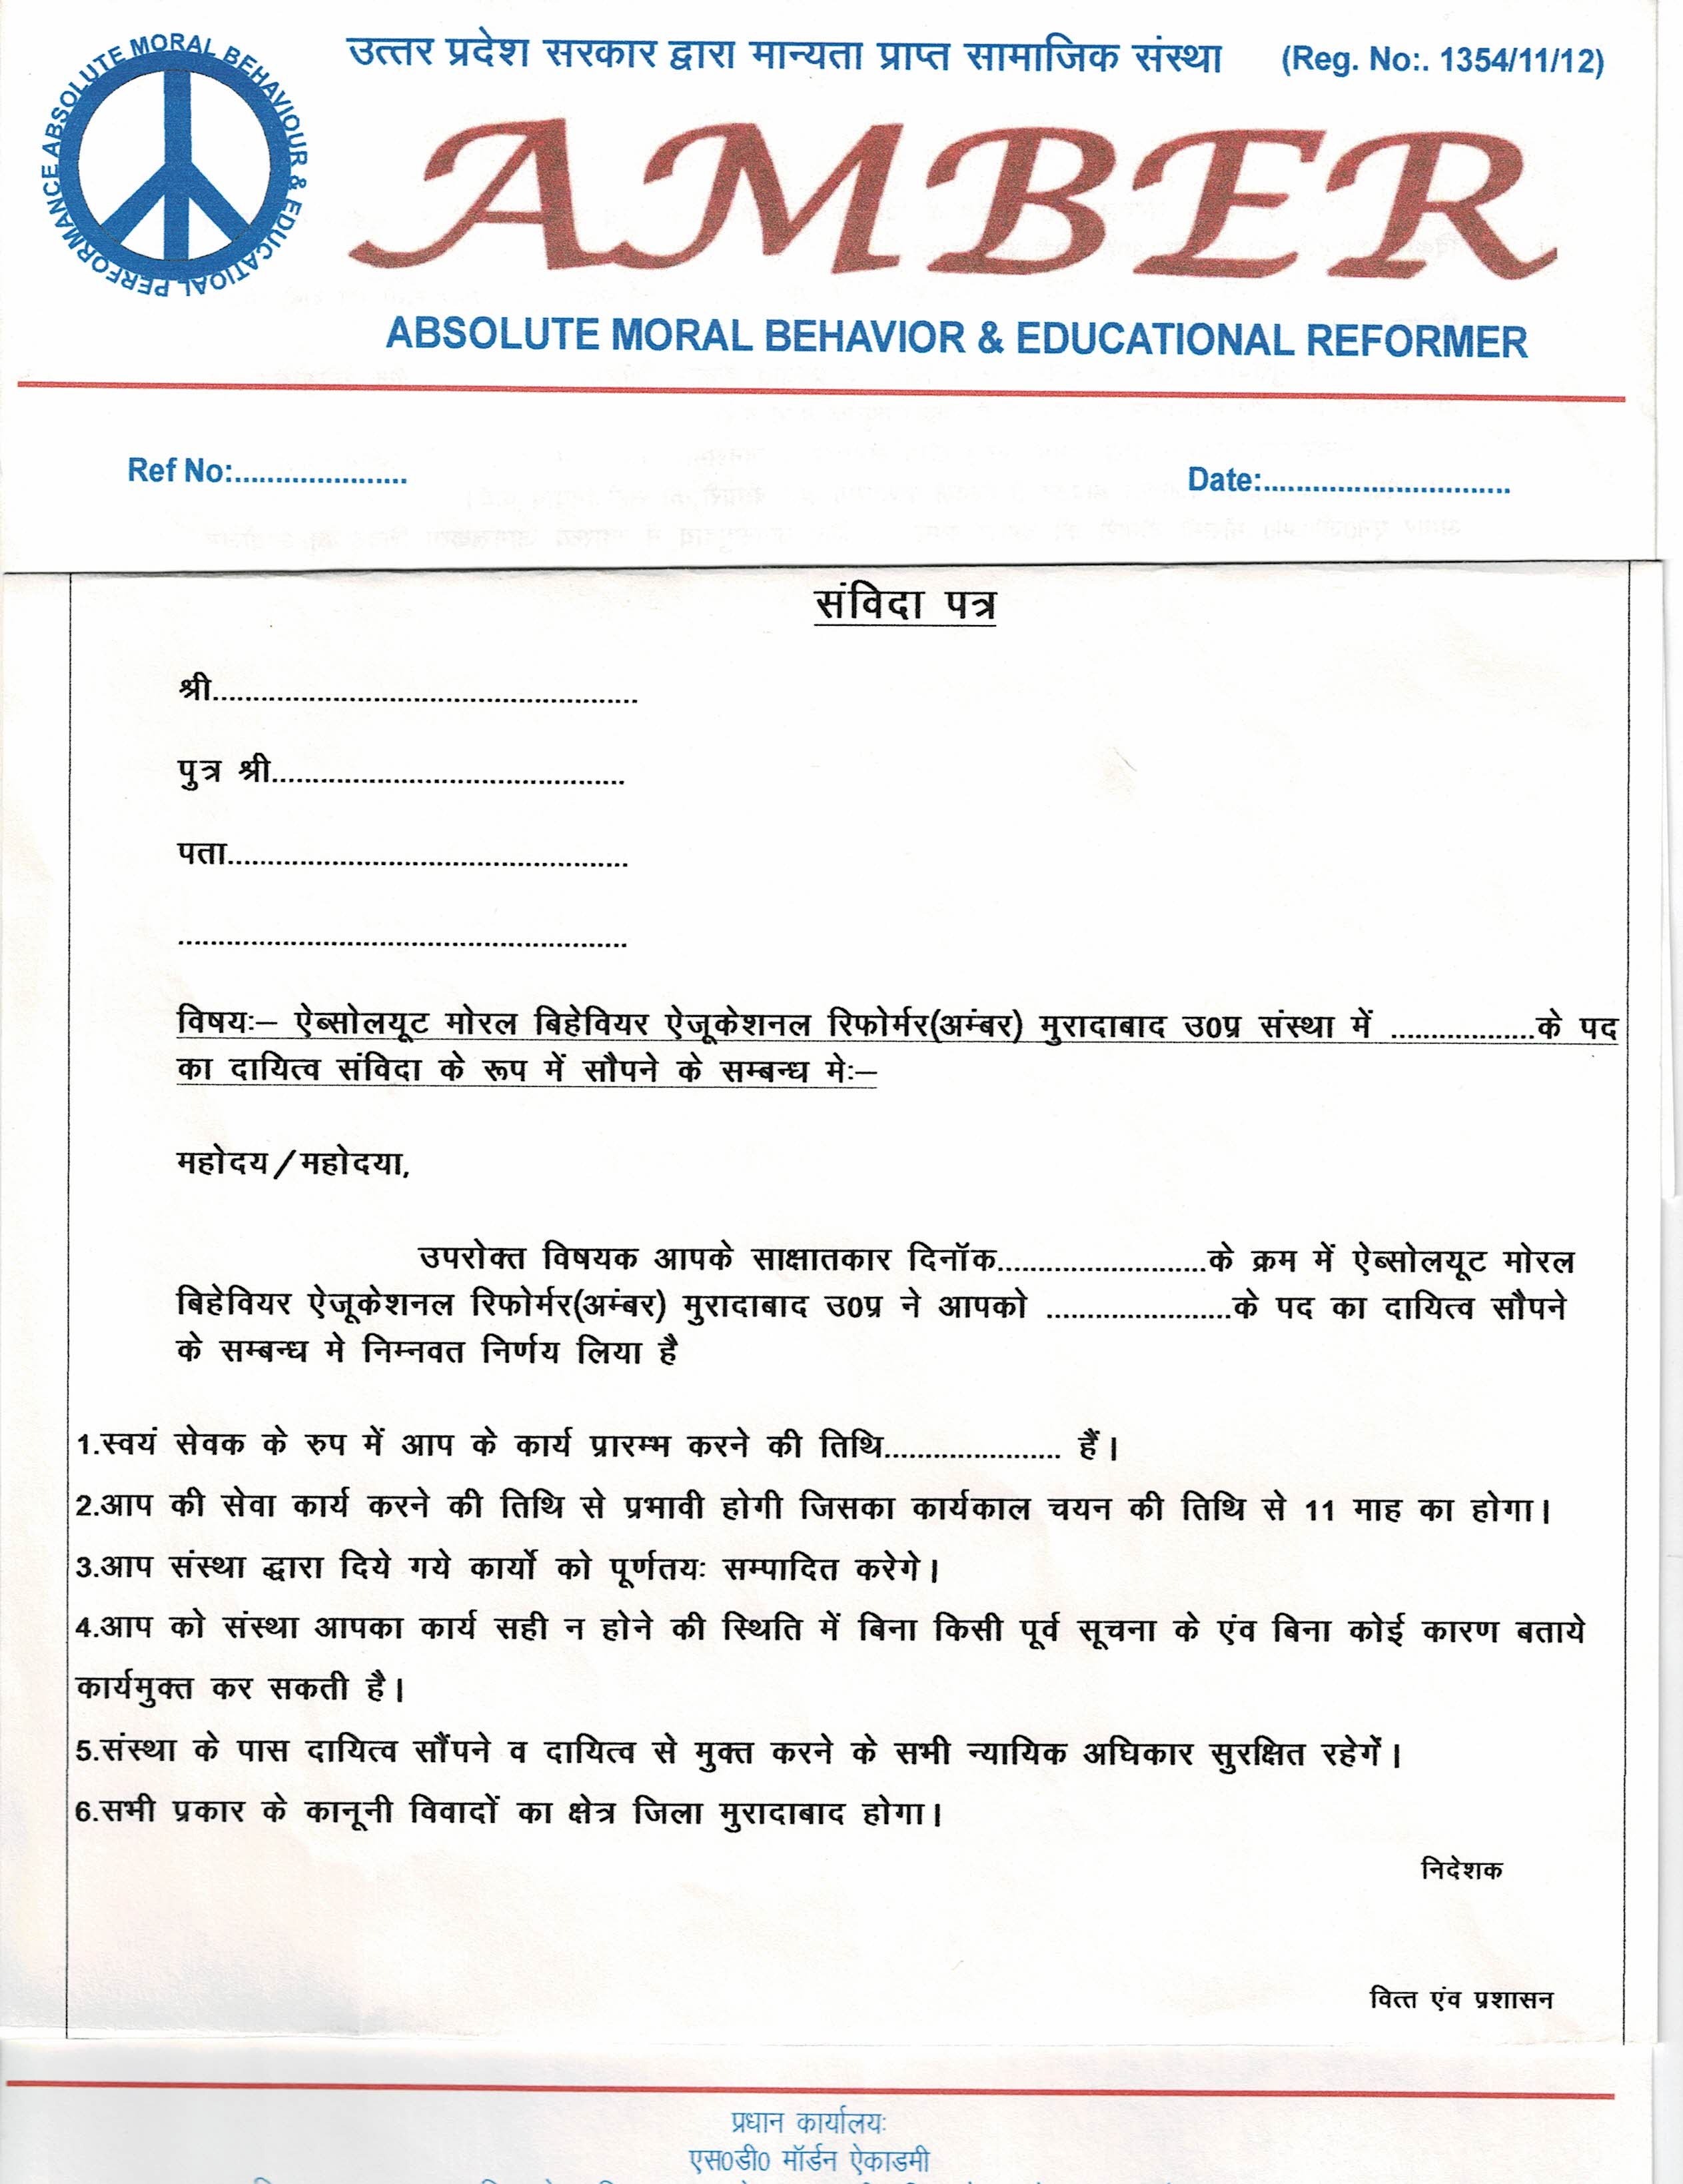 ABSOLUTE MORAL BEHAVIOUR & EDUCATIOAL PERFORMANCE
उत्तर प्रदेश सरकार द्वारा मान्यता प्राप्त सामाजिक संस्था (Reg. No:. 1354/11/12)
AMBER
ABSOLUTE MORAL BEHAVIOR & EDUCATIONAL REFORMER
Ref No:..................... Date:..............................
संविदा पत्र
श्री.....................................................
पुत्र श्री............................................
पता..................................................
........................................................
विषयः– ऐब्सोलयूट मोरल बिहेवियर ऐजूकेशनल रिफोर्मर(अम्बर) मुरादाबाद उ0प्र संस्था में ..................के पद
का दायित्व संविदा के रूप में सौपने के सम्बन्ध मेः–
महोदय/महोदया,
उपरोक्त विषयक आपके साक्षातकार दिनॉक..........................के क्रम में ऐब्सोलयूट मोरल
बिहेवियर ऐजूकेशनल रिफोर्मर(अम्बर) मुरादाबाद उ0प्र ने आपको .......................के पद का दायित्व सौपने
के सम्बन्ध मे निम्नवत निर्णय लिया है
1.स्वयं सेवक के रुप में आप के कार्य प्रारम्भ करने की तिथि...................... हैं।
2.आप की सेवा कार्य करने की तिथि से प्रभावी होगी जिसका कार्यकाल चयन की तिथि से 11 माह का होगा।
3.आप संस्था द्वारा दिये गये कार्यो को पूर्णतयः सम्पादित करेगे।
4.आप को संस्था आपका कार्य सही न होने की स्थिति में बिना किसी पूर्व सूचना के एंव बिना कोई कारण बताये
कार्यमुक्त कर सकती है।
5.संस्था के पास दायित्व सौंपने व दायित्व से मुक्त करने के सभी न्यायिक अधिकार सुरक्षित रहेगें।
6.सभी प्रकार के कानूनी विवादों का क्षेत्र जिला मुरादाबाद होगा।
निदेशक
वित्त एंव प्रशासन
प्रधान कार्यालयः
एस0डी0 मॉर्डन ऐकाडमी